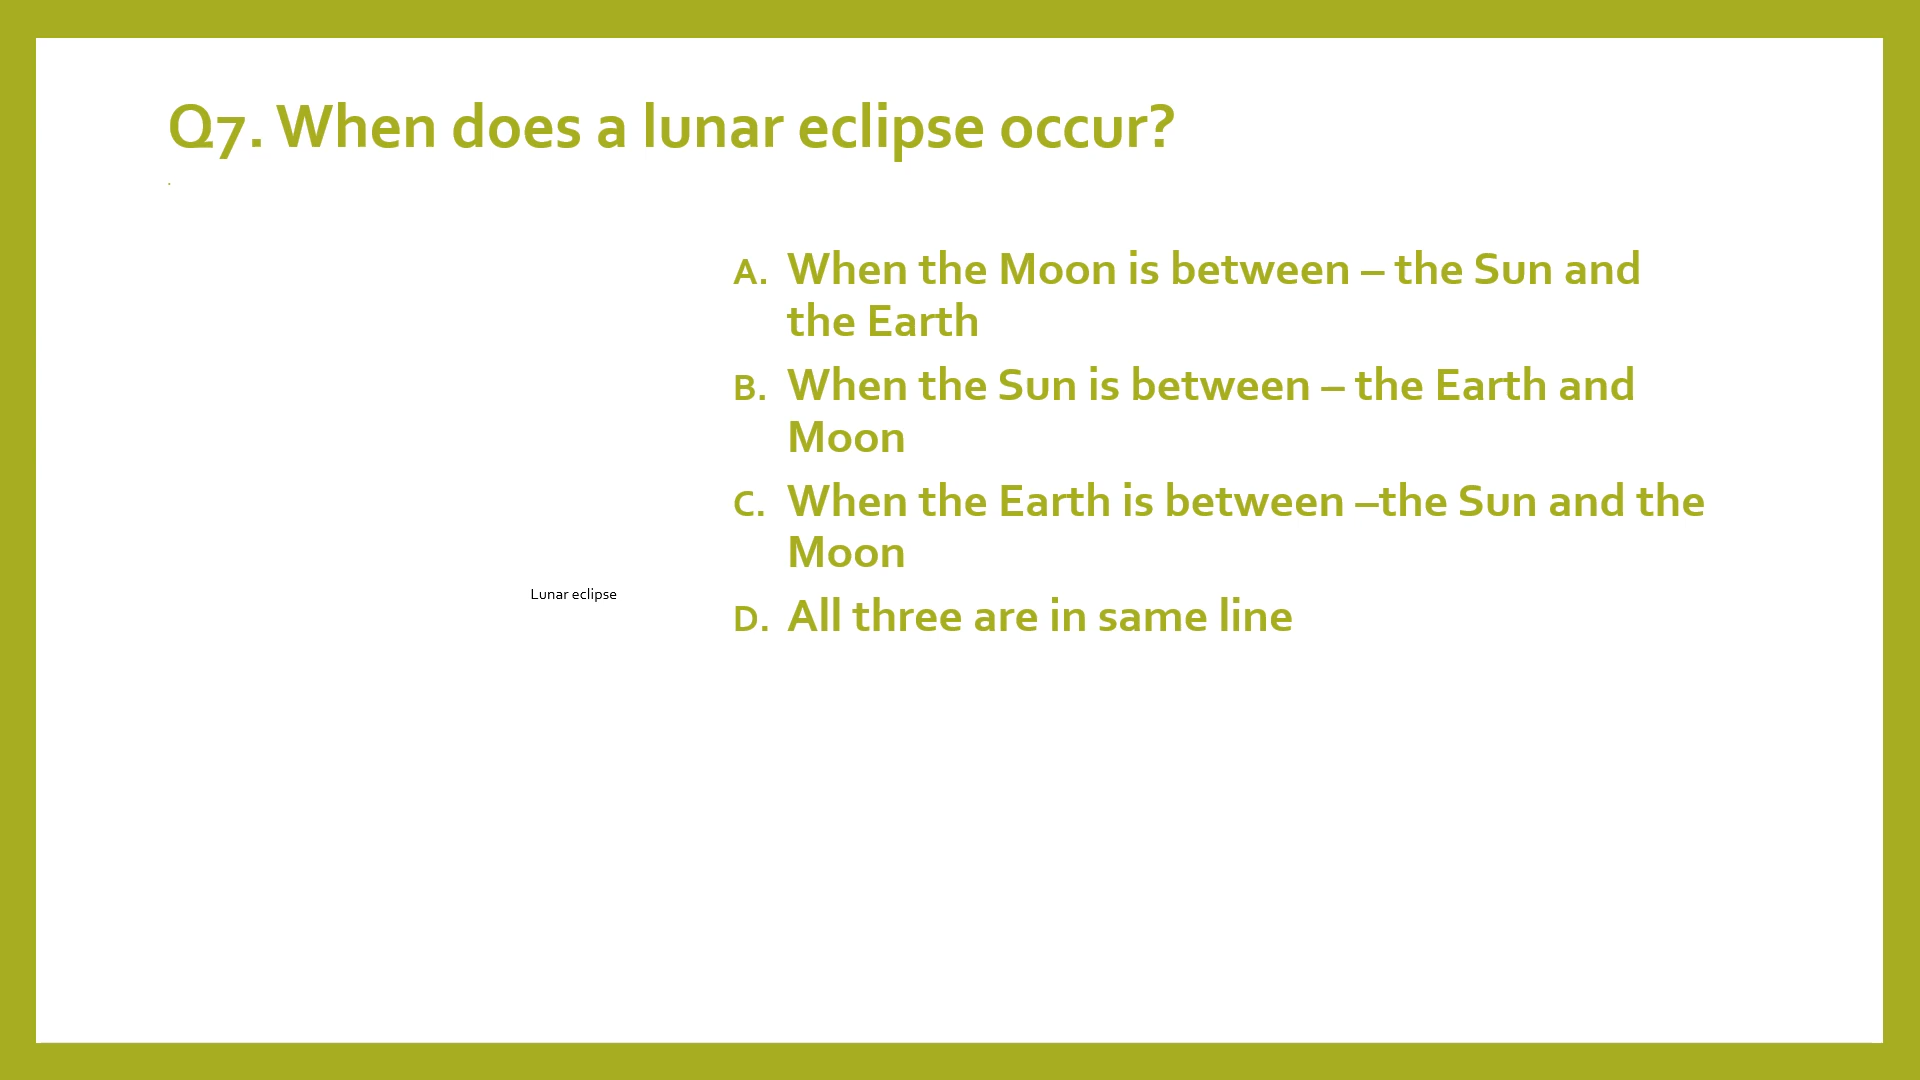 Q7. When does a lunar eclipse occur?
.
A. When the Moon is between – the Sun and
the Earth
B. When the Sun is between – the Earth and
Moon
C. When the Earth is between –the Sun and the
Moon
Lunar eclipse
D. All three are in same line